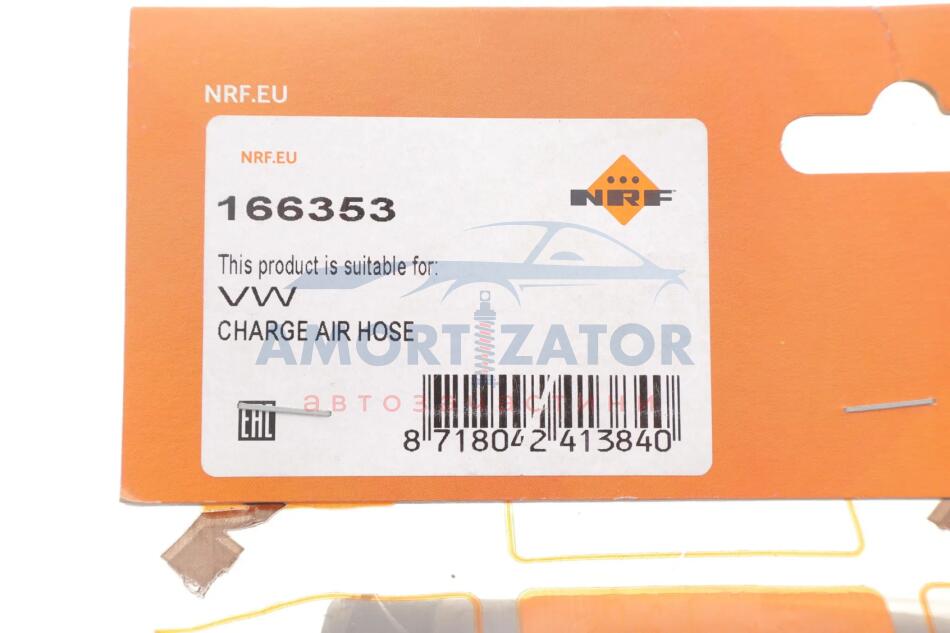 NRF.EU
NRF.EU
NRF
166353
This product is suitable for:
VW
CHARGE AIR HOSE
AMORTIZATOR
автозапчастини
EAC
8 718042 413840